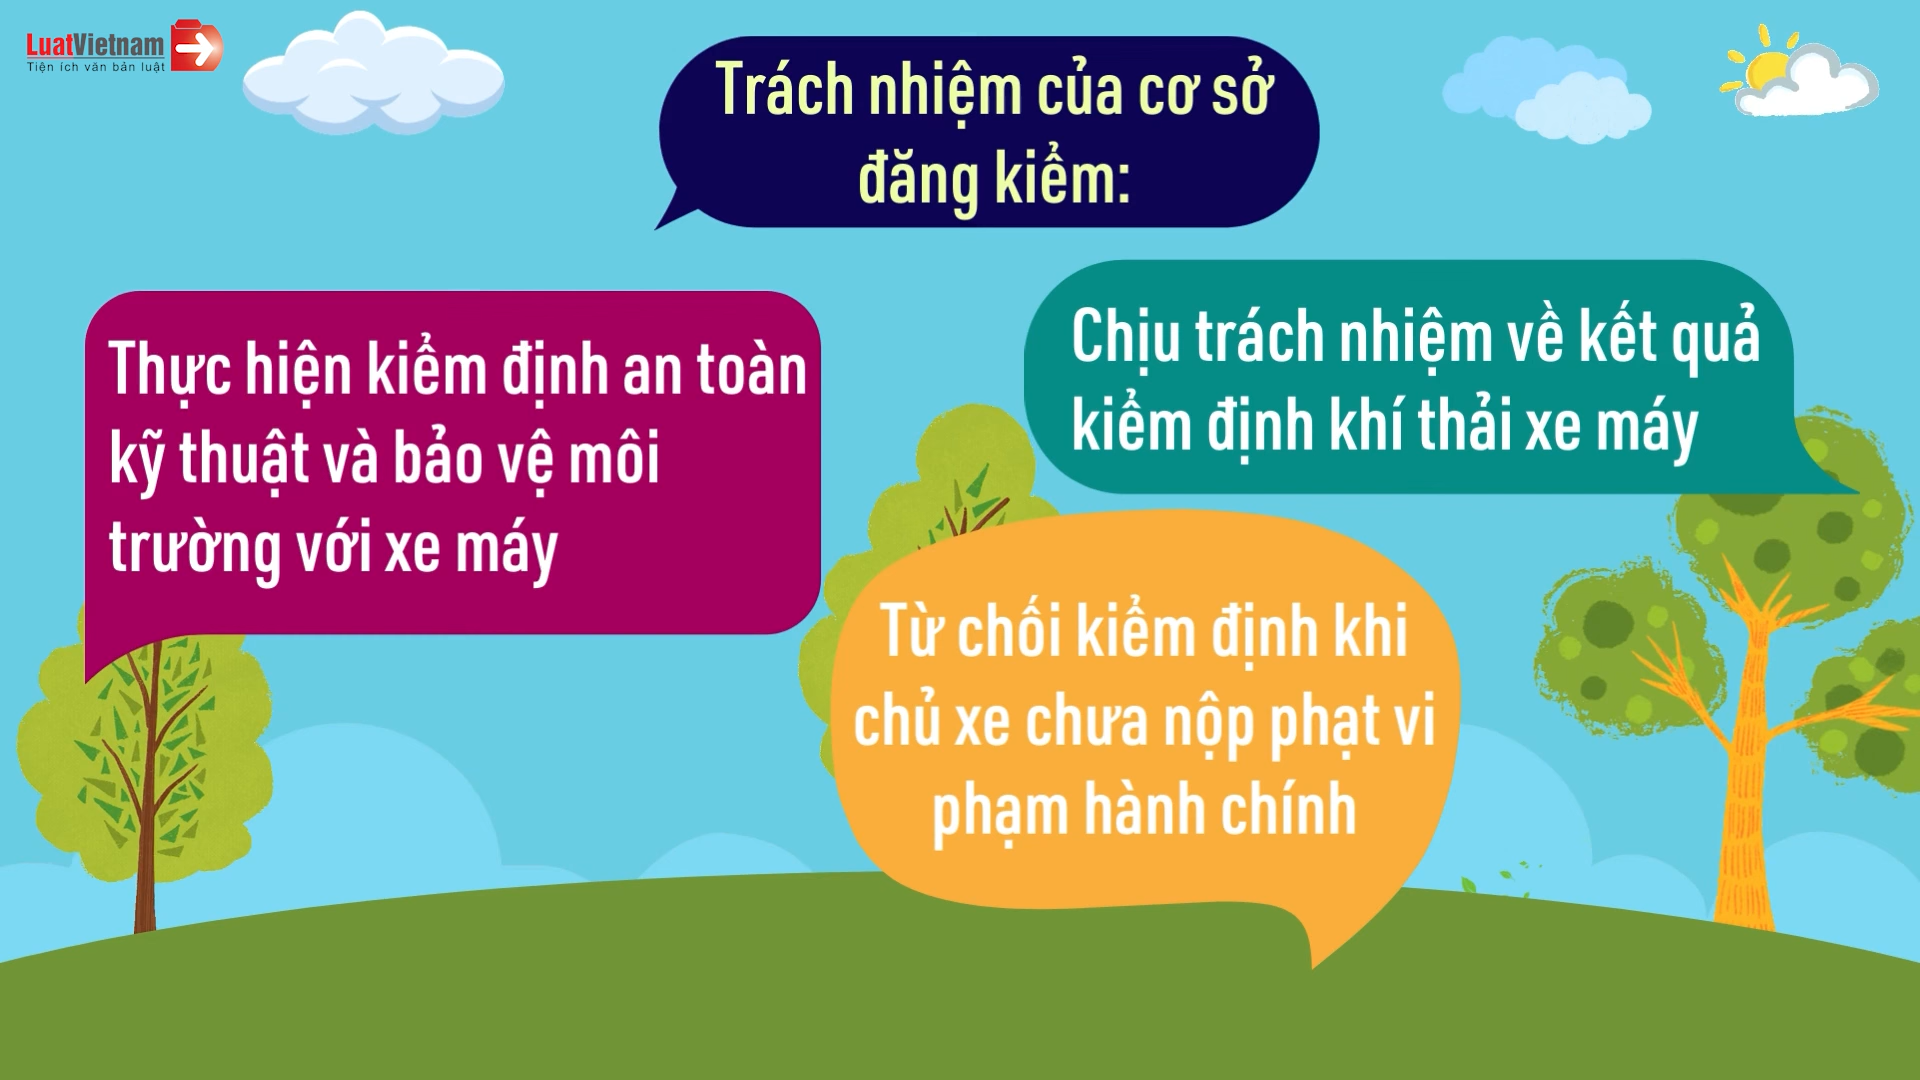 LuatVietnam
Tiện ích văn bản luật
Trách nhiệm của cơ sở
đăng kiểm:
Thực hiện kiểm định an toàn
kỹ thuật và bảo vệ môi
trường với xe máy
Chịu trách nhiệm về kết quả
kiểm định khí thải xe máy
Từ chối kiểm định khi
chủ xe chưa nộp phạt vi
phạm hành chính